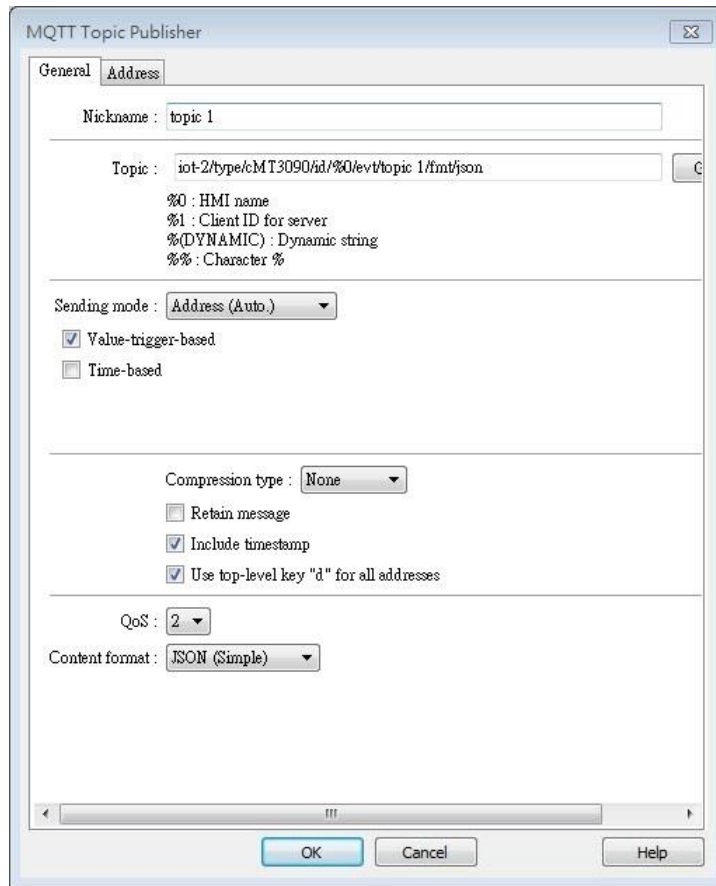 MQTT Topic Publisher
General Address
Nickname : topic 1
Topic : iot-2/type/cMT3090/id/%0/evt/topic 1/fmt/json
%0 : HMI name
%1 : Client ID for server
%(DYNAMIC) : Dynamic string
%% : Character %
Sending mode : Address (Auto.)
Value-trigger-based
Time-based
Compression type : None
Retain message
Include timestamp
Use top-level key "d" for all addresses
QoS : 2
Content format : JSON (Simple)
OK Cancel Help